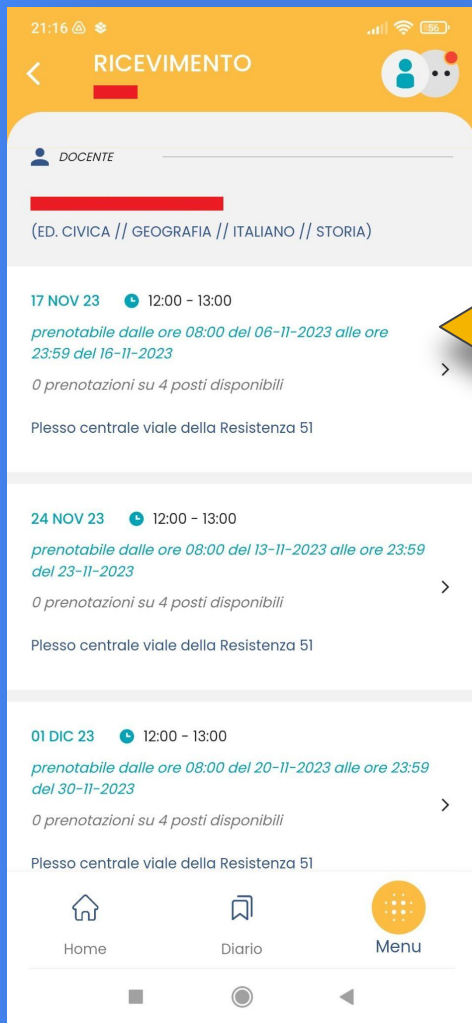 21:16
56
RICEVIMENTO
DOCENTE
(ED. CIVICA // GEOGRAFIA // ITALIANO // STORIA)
17 NOV 23 12:00 - 13:00
prenotabile dalle ore 08:00 del 06-11-2023 alle ore
23:59 del 16-11-2023
0 prenotazioni su 4 posti disponibili
Plesso centrale viale della Resistenza 51
24 NOV 23 12:00 - 13:00
prenotabile dalle ore 08:00 del 13-11-2023 alle ore 23:59
del 23-11-2023
0 prenotazioni su 4 posti disponibili
Plesso centrale viale della Resistenza 51
01 DIC 23 12:00 - 13:00
prenotabile dalle ore 08:00 del 20-11-2023 alle ore 23:59
del 30-11-2023
0 prenotazioni su 4 posti disponibili
Plesso centrale viale della Resistenza 51
Home Diario Menu